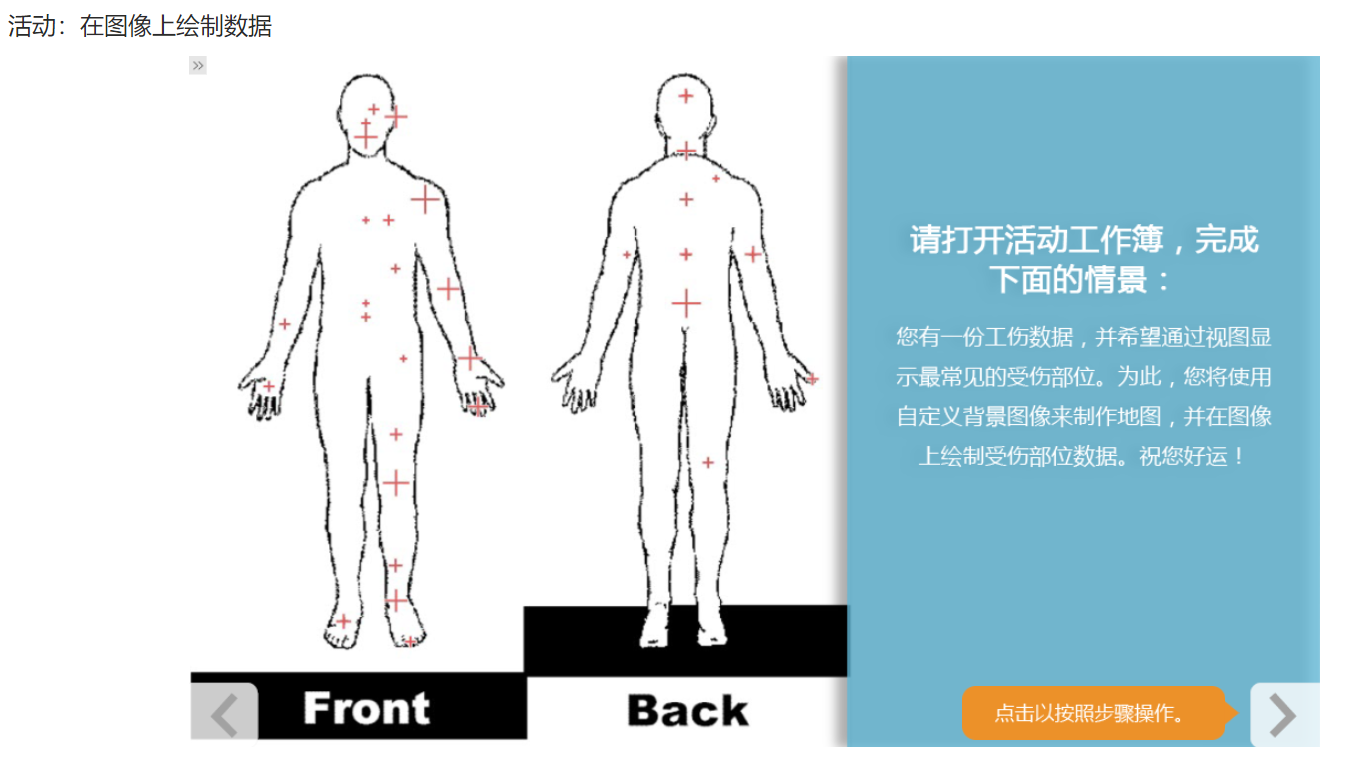 活动：在图像上绘制数据
»
请打开活动工作簿，完成
下面的情景：
您有一份工伤数据，并希望通过视图显
示最常见的受伤部位。为此，您将使用
自定义背景图像来制作地图，并在图像
上绘制受伤部位数据。祝您好运！
Front
Back
点击以按照步骤操作。